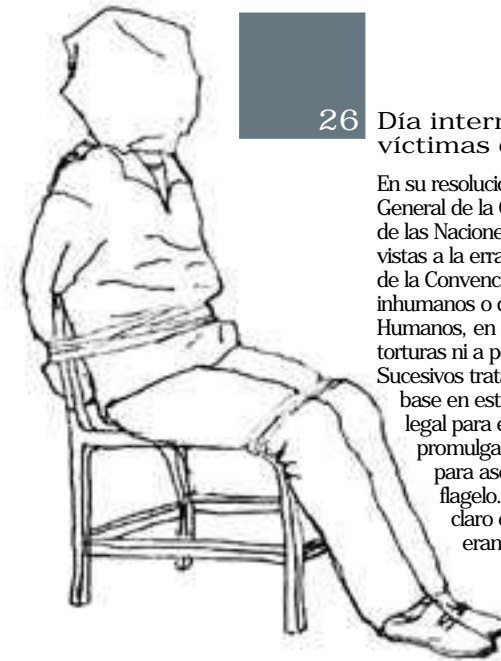 26 Día intern
víctimas d
En su resoluci
General de la
de las Nacione
vistas a la erra
de la Convenc
inhumanos o d
Humanos, en
torturas ni a p
Sucesivos trata
base en est
legal para e
promulga
para ase
flagelo.
claro
eran